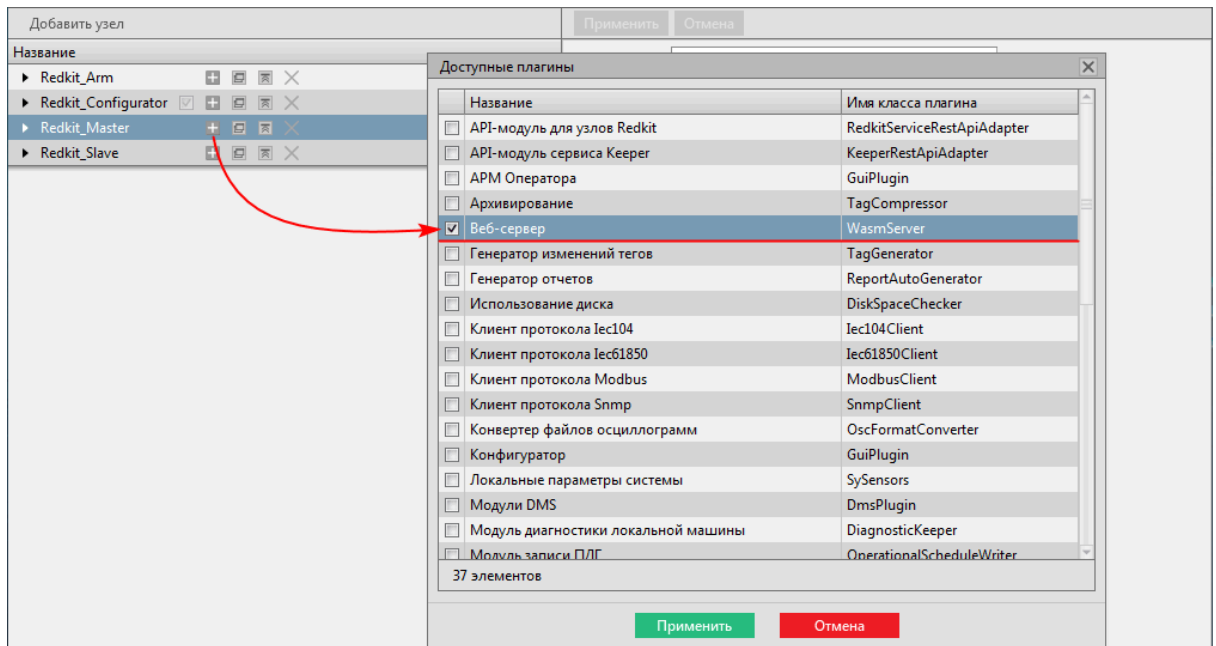 Добавить узел
Применить Отмена
Название
Redkit_Arm
Redkit_Configurator
Redkit_Master
Redkit_Slave
Доступные плагины
Название Имя класса плагина
API-модуль для узлов Redkit RedkitServiceRestApiAdapter
API-модуль сервиса Keeper KeeperRestApiAdapter
АРМ Оператора GuiPlugin
Архивирование TagCompressor
Веб-сервер WasmServer
Генератор изменений тегов TagGenerator
Генератор отчетов ReportAutoGenerator
Использование диска DiskSpaceChecker
Клиент протокола Iec104 Iec104Client
Клиент протокола Iec61850 Iec61850Client
Клиент протокола Modbus ModbusClient
Клиент протокола Snmp SnmpClient
Конвертер файлов осциллограмм OscFormatConverter
Конфигуратор GuiPlugin
Локальные параметры системы SySensors
Модули DMS DmsPlugin
Модуль диагностики локальной машины DiagnosticKeeper
Модуль записи ПДГ OperationalScheduleWriter
37 элементов
Применить Отмена